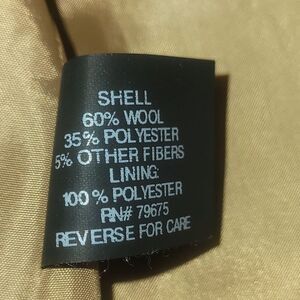 SHELL
60% WOOL
35% POLYESTER
5% OTHER FIBERS
LINING:
100% POLYESTER
RN# 79675
REVERSE FOR CARE